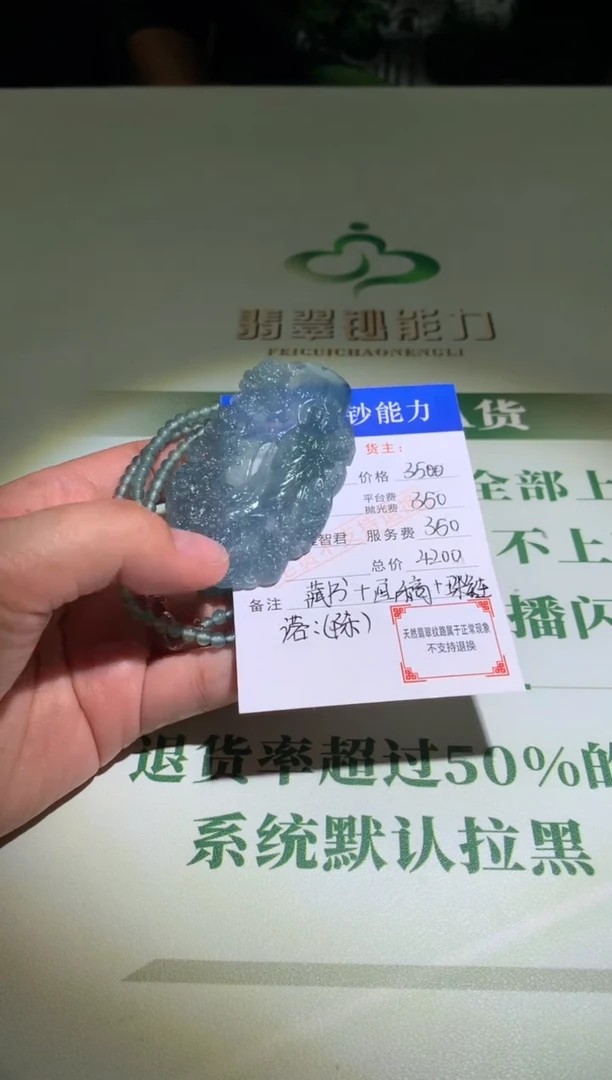 翡翠钞能力
FEICUICHAONENGLI
钞能力
货
货主：
价格 3500
全部上
平台费
抛光费 350
不上
智君 服务费 350
总价 4200
播闪
备注
诺：（陈）
天然翡翠纹路属于正常现象
不支持退换
退货率超过50%的
系统默认拉黑